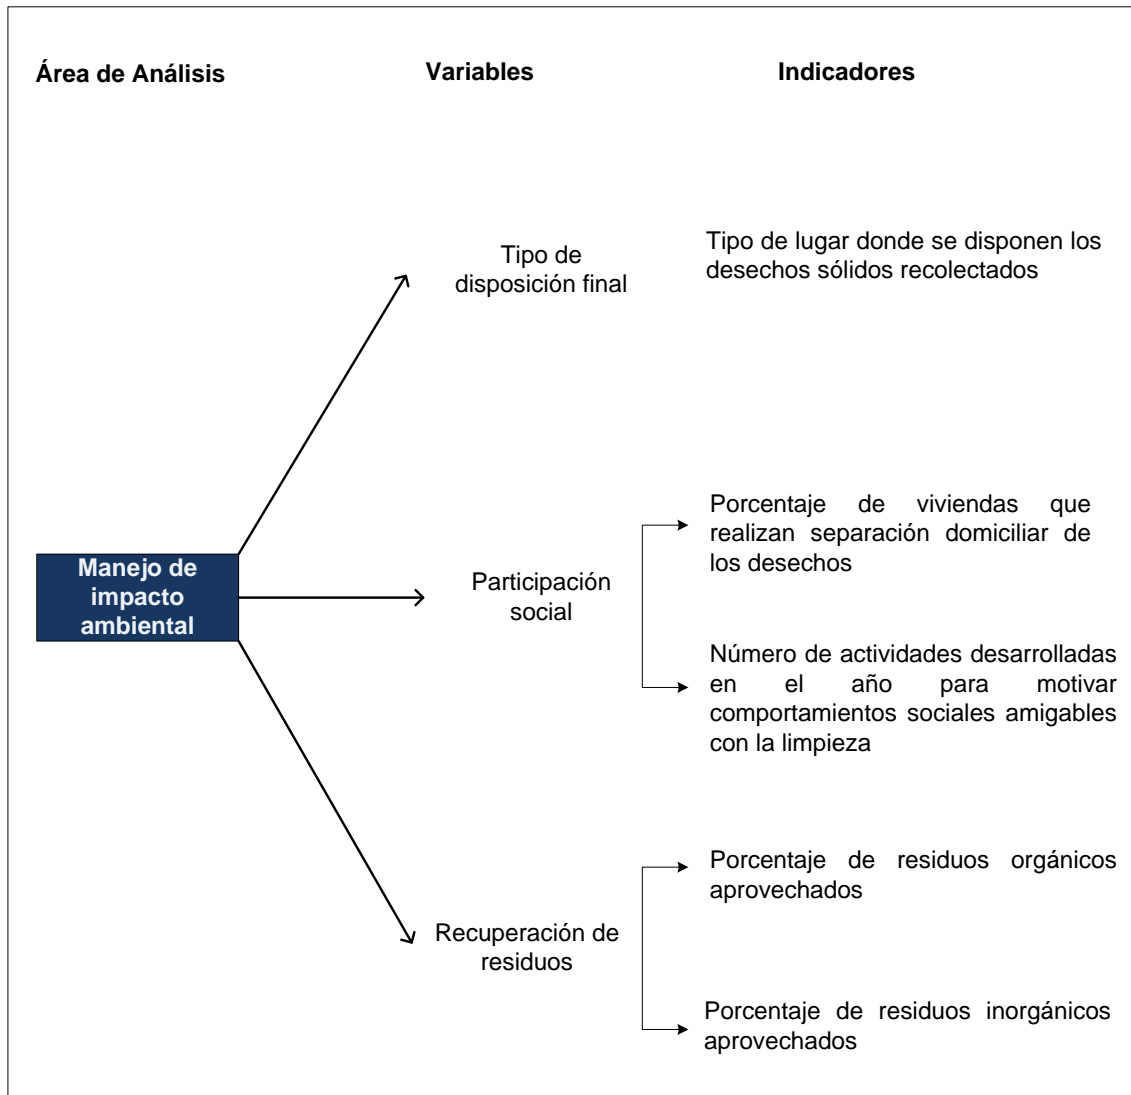 Área de Análisis
Variables
Indicadores
Tipo de
disposición final
Tipo de lugar donde se disponen los
desechos sólidos recolectados
Manejo de
impacto
ambiental
Participación
social
Porcentaje de viviendas que
realizan separación domiciliar de
los desechos
Número de actividades desarrolladas
en el año para motivar
comportamientos sociales amigables
con la limpieza
Recuperación de
residuos
Porcentaje de residuos orgánicos
aprovechados
Porcentaje de residuos inorgánicos
aprovechados